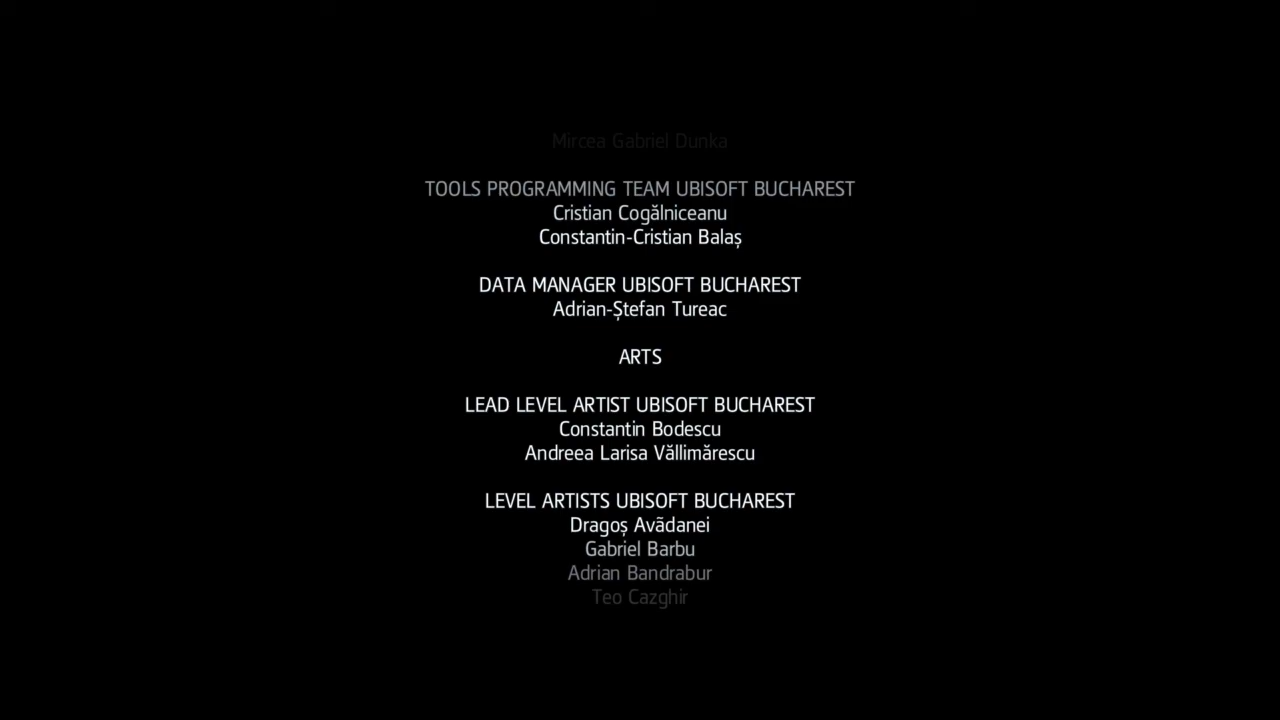 Mircea Gabriel Dunka
TOOLS PROGRAMMING TEAM UBISOFT BUCHAREST
Cristian Cogălniceanu
Constantin-Cristian Balaș
DATA MANAGER UBISOFT BUCHAREST
Adrian-Ștefan Tureac
ARTS
LEAD LEVEL ARTIST UBISOFT BUCHAREST
Constantin Bodescu
Andreea Larisa Văllimărescu
LEVEL ARTISTS UBISOFT BUCHAREST
Dragoș Avãdanei
Gabriel Barbu
Adrian Bandrabur
Teo Cazghir